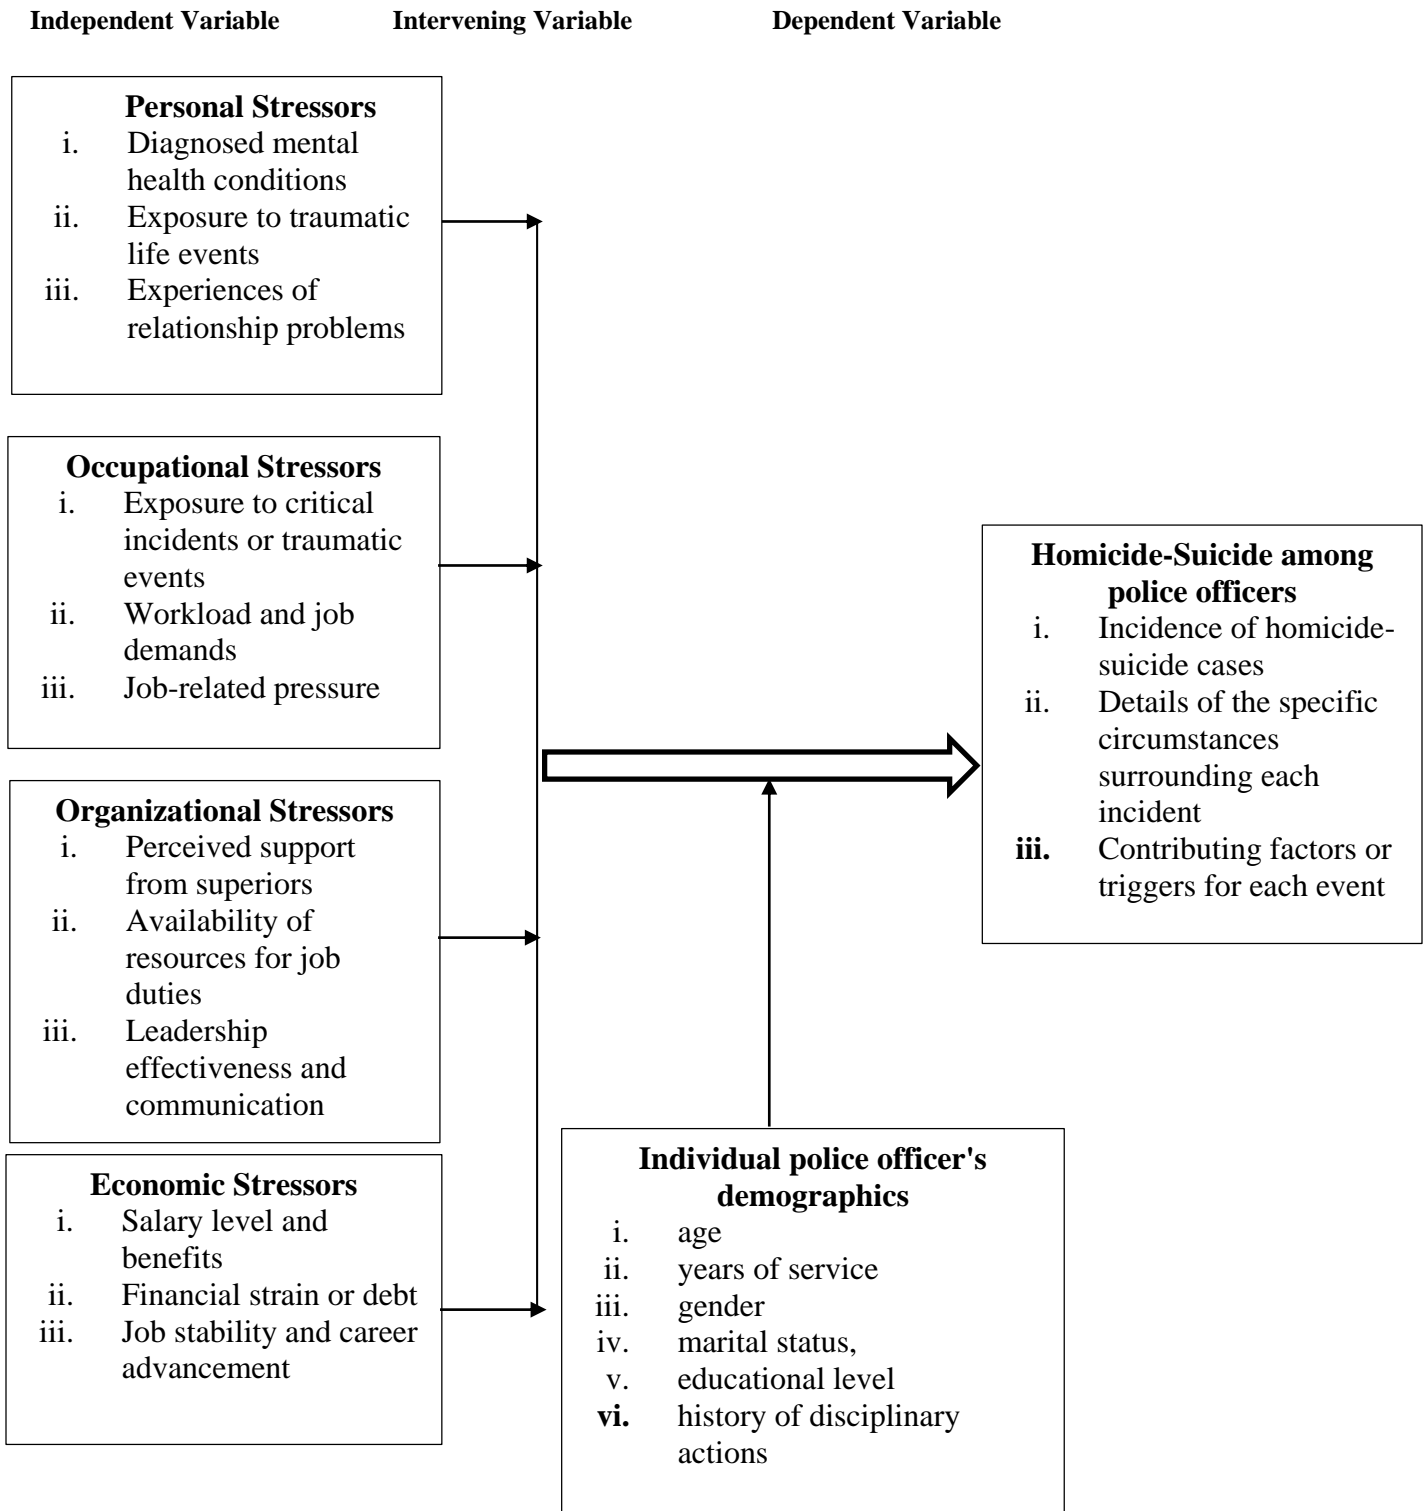 Independent Variable
Intervening Variable
Dependent Variable
Personal Stressors
i. Diagnosed mental
health conditions
ii. Exposure to traumatic
life events
iii. Experiences of
relationship problems
Occupational Stressors
i. Exposure to critical
incidents or traumatic
events
ii. Workload and job
demands
iii. Job-related pressure
Organizational Stressors
i. Perceived support
from superiors
ii. Availability of
resources for job
duties
iii. Leadership
effectiveness and
communication
Economic Stressors
i. Salary level and
benefits
ii. Financial strain or debt
iii. Job stability and career
advancement
Individual police officer's
demographics
i. age
ii. years of service
iii. gender
iv. marital status,
v. educational level
vi. history of disciplinary
actions
Homicide-Suicide among
police officers
i. Incidence of homicide-
suicide cases
ii. Details of the specific
circumstances
surrounding each
incident
iii. Contributing factors or
triggers for each event